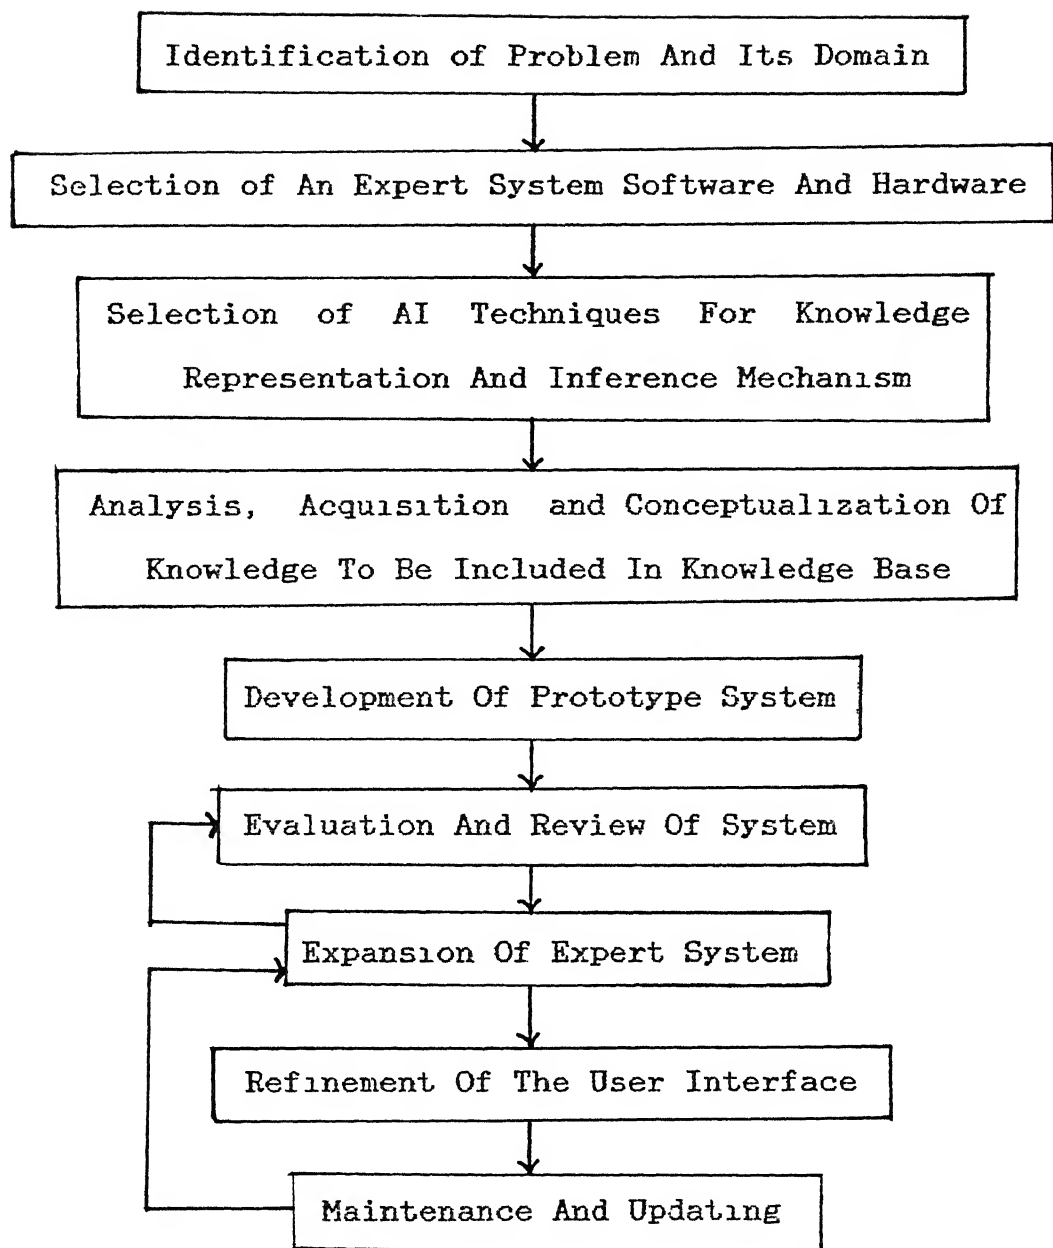 Identification of Problem And Its Domain
Selection of An Expert System Software And Hardware
Selection of AI Techniques For Knowledge
Representation And Inference Mechanism
Analysis, Acquisition and Conceptualization Of
Knowledge To Be Included In Knowledge Base
Development Of Prototype System
Evaluation And Review Of System
Expansion Of Expert System
Refinement Of The User Interface
Maintenance And Updating